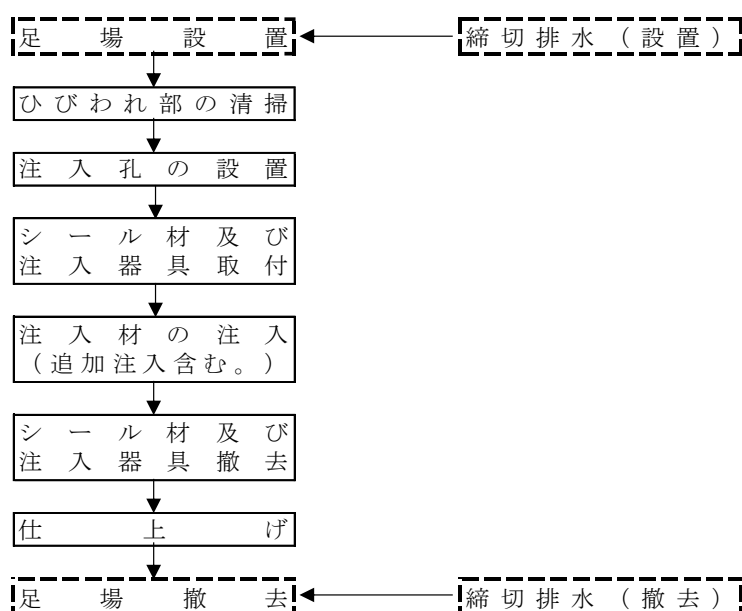 足場設置
締切排水(設置)
ひびわれ部の清掃
注入孔の設置
シール材及び
注入器具取付
注入材の注入
(追加注入含む。)
シール材及び
注入器具撤去
仕上げ
足場撤去
締切排水(撤去)